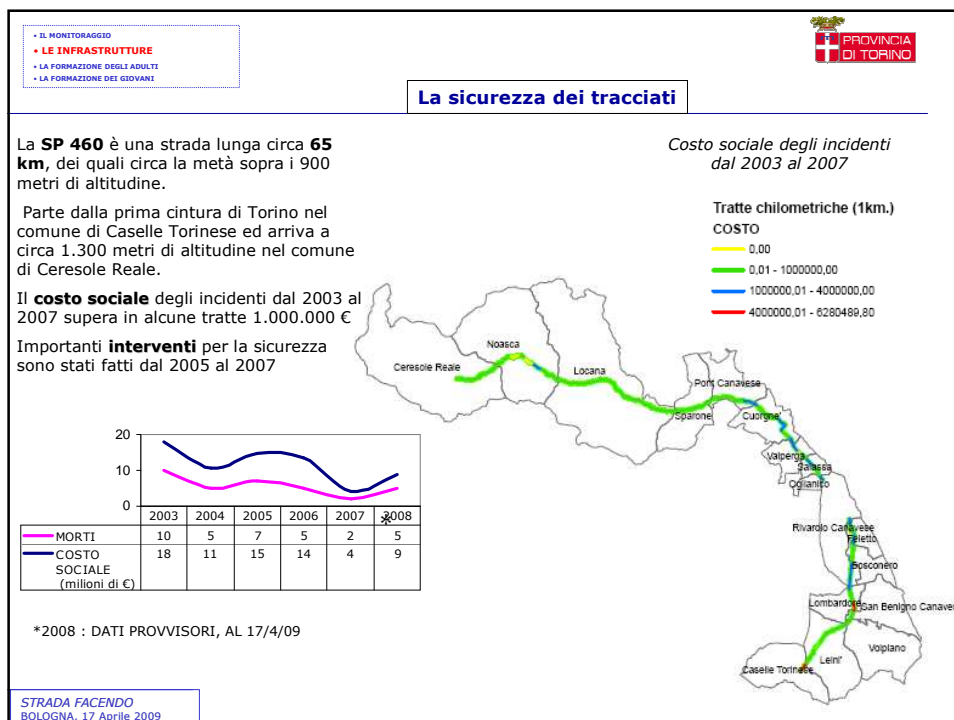 • IL MONITORAGGIO
• LE INFRASTRUTTURE
• LA FORMAZIONE DEGLI ADULTI
• LA FORMAZIONE DEI GIOVANI
PROVINCIA
DI TORINO
La sicurezza dei tracciati
La SP 460 è una strada lunga circa 65
km, dei quali circa la metà sopra i 900
metri di altitudine.
Parte dalla prima cintura di Torino nel
comune di Caselle Torinese ed arriva a
circa 1.300 metri di altitudine nel comune
di Ceresole Reale.
Il costo sociale degli incidenti dal 2003 al
2007 supera in alcune tratte 1.000.000 €
Importanti interventi per la sicurezza
sono stati fatti dal 2005 al 2007
Costo sociale degli incidenti
dal 2003 al 2007
Tratte chilometriche (1km.)
COSTO
0,00
0,01 - 1000000,00
1000000,01 - 4000000,00
4000000,01 - 6280489,80
Noasca
Ceresole Reale
Locana
Pont Canavese
Sparone
Cuorgne'
Valperga
Salassa
Oglianico
Rivarolo Canavese
Feletto
Bosconero
Lombardore
San Benigno Canaves
Volpiano
Leini'
Caselle Torinese
20
10
0
2003 2004 2005 2006 2007 2008
*
MORTI 10 5 7 5 2 5
COSTO 18 11 15 14 4 9
SOCIALE
(milioni di €)
*2008 : DATI PROVVISORI, AL 17/4/09
STRADA FACENDO
BOLOGNA, 17 Aprile 2009